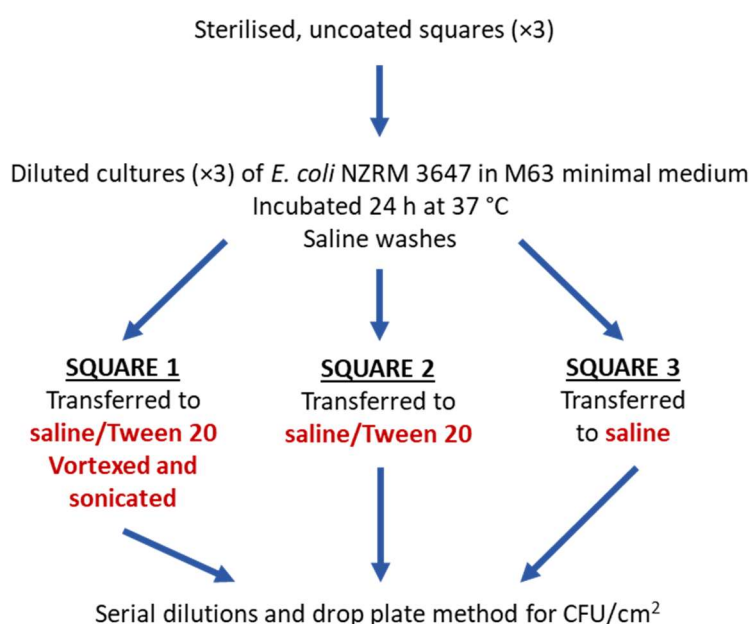 Sterilised, uncoated squares (×3)
Diluted cultures (×3) of E. coli NZRM 3647 in M63 minimal medium
Incubated 24 h at 37 °C
Saline washes
SQUARE 1
Transferred to
saline/Tween 20
Vortexed and
sonicated
SQUARE 2
Transferred to
saline/Tween 20
SQUARE 3
Transferred
to saline
Serial dilutions and drop plate method for CFU/cm²